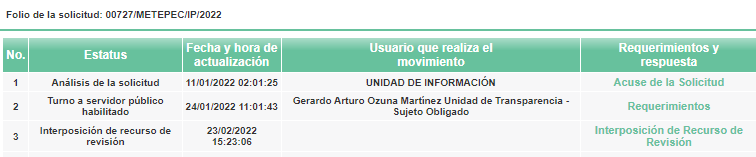 Folio de la solicitud: 00727/METEPEC/IP/2022
No. Estatus Fecha y hora de actualización Usuario que realiza el movimiento Requerimientos y respuesta
1 Análisis de la solicitud 11/01/2022 02:01:25 UNIDAD DE INFORMACIÓN Acuse de la Solicitud
2 Turno a servidor público habilitado 24/01/2022 11:01:43 Gerardo Arturo Ozuna Martínez Unidad de Transparencia - Sujeto Obligado Requerimientos
3 Interposición de recurso de revisión 23/02/2022 15:23:06 Interposición de Recurso de Revisión